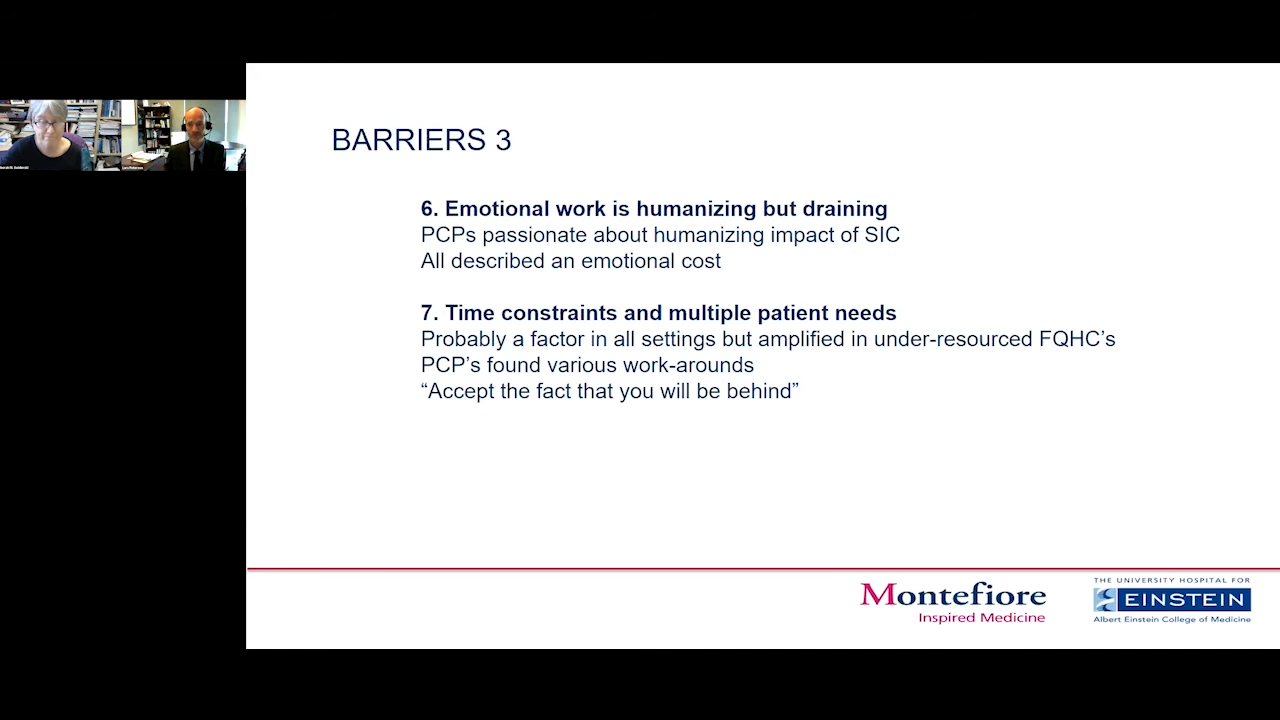 BARRIERS 3
6. Emotional work is humanizing but draining
PCPs passionate about humanizing impact of SIC
All described an emotional cost
7. Time constraints and multiple patient needs
Probably a factor in all settings but amplified in under-resourced FQHC’s
PCP’s found various work-arounds
“Accept the fact that you will be behind”
Montefiore
Inspired Medicine
THE UNIVERSITY HOSPITAL FOR
EINSTEIN
Albert Einstein College of Medicine